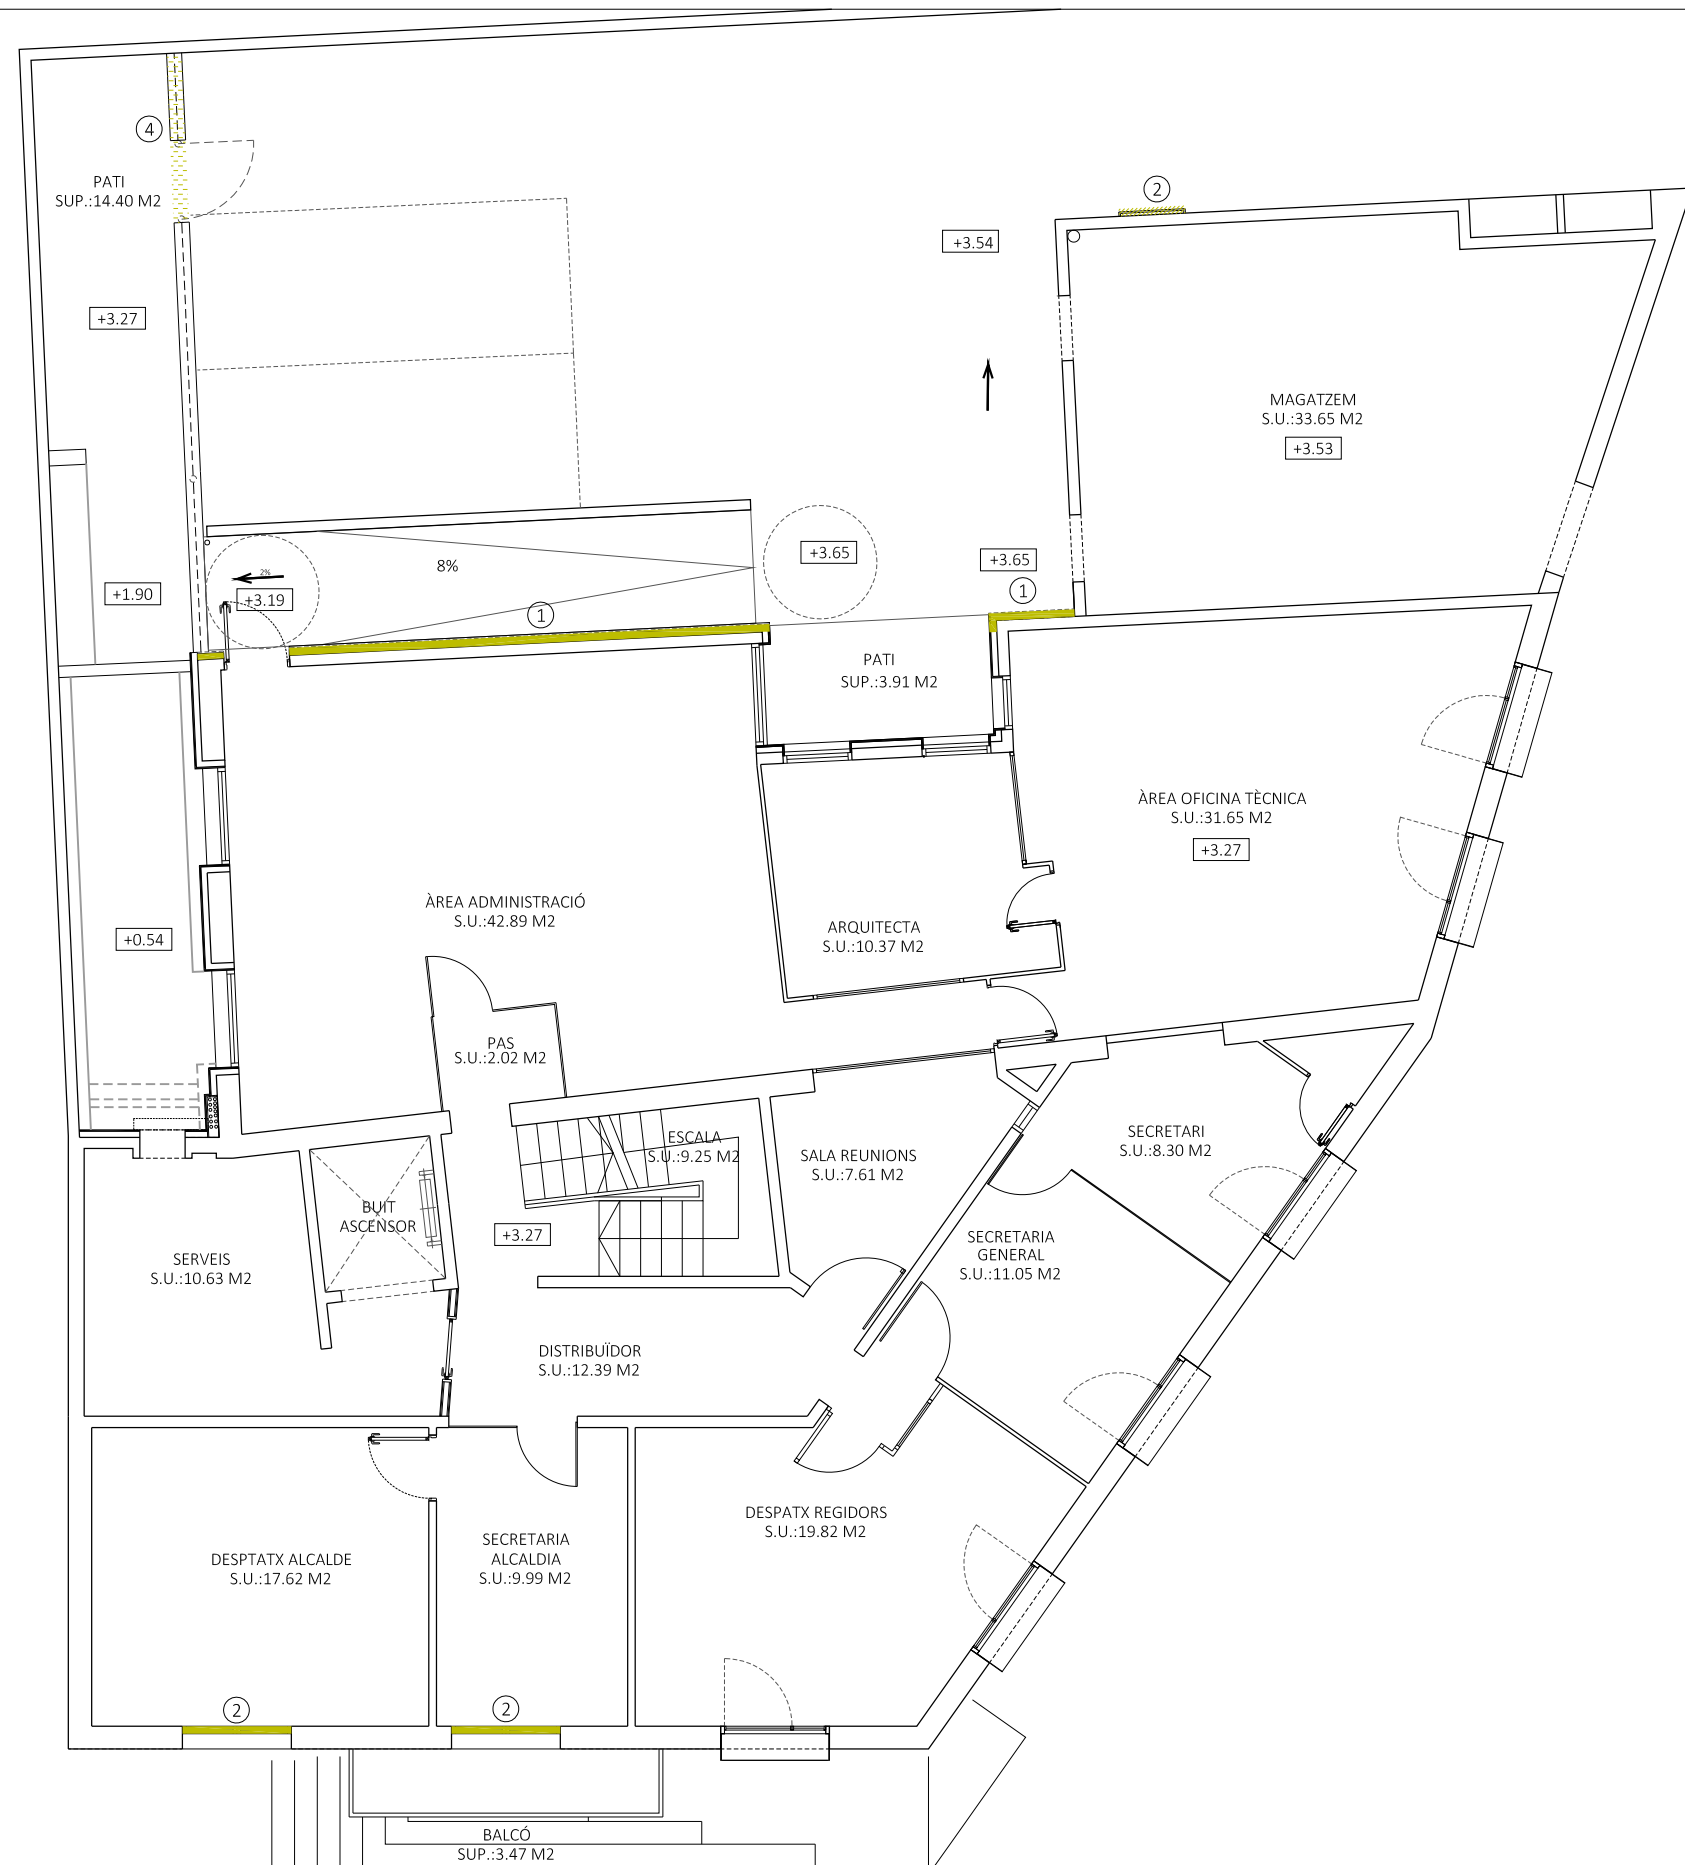 4
PATI
SUP.:14.40 M2
2
+3.54
+3.27
MAGATZEM
S.U.:33.65 M2
+3.53
8%
+3.65
+3.65
2%
+1.90
+3.19
1
1
PATI
SUP.:3.91 M2
ÀREA OFICINA TÈCNICA
S.U.:31.65 M2
+3.27
ÀREA ADMINISTRACIÓ
S.U.:42.89 M2
ARQUITECTA
S.U.:10.37 M2
+0.54
PAS
S.U.:2.02 M2
ESCALA
S.U.:9.25 M2
SALA REUNIONS
S.U.:7.61 M2
SECRETARI
S.U.:8.30 M2
BUIT
ASCENSOR
+3.27
SECRETARIA
GENERAL
S.U.:11.05 M2
SERVEIS
S.U.:10.63 M2
DISTRIBUÏDOR
S.U.:12.39 M2
DESPATX REGIDORS
S.U.:19.82 M2
DESPTATX ALCALDE
S.U.:17.62 M2
SECRETARIA
ALCALDIA
S.U.:9.99 M2
2
2
BALCÓ
SUP.:3.47 M2